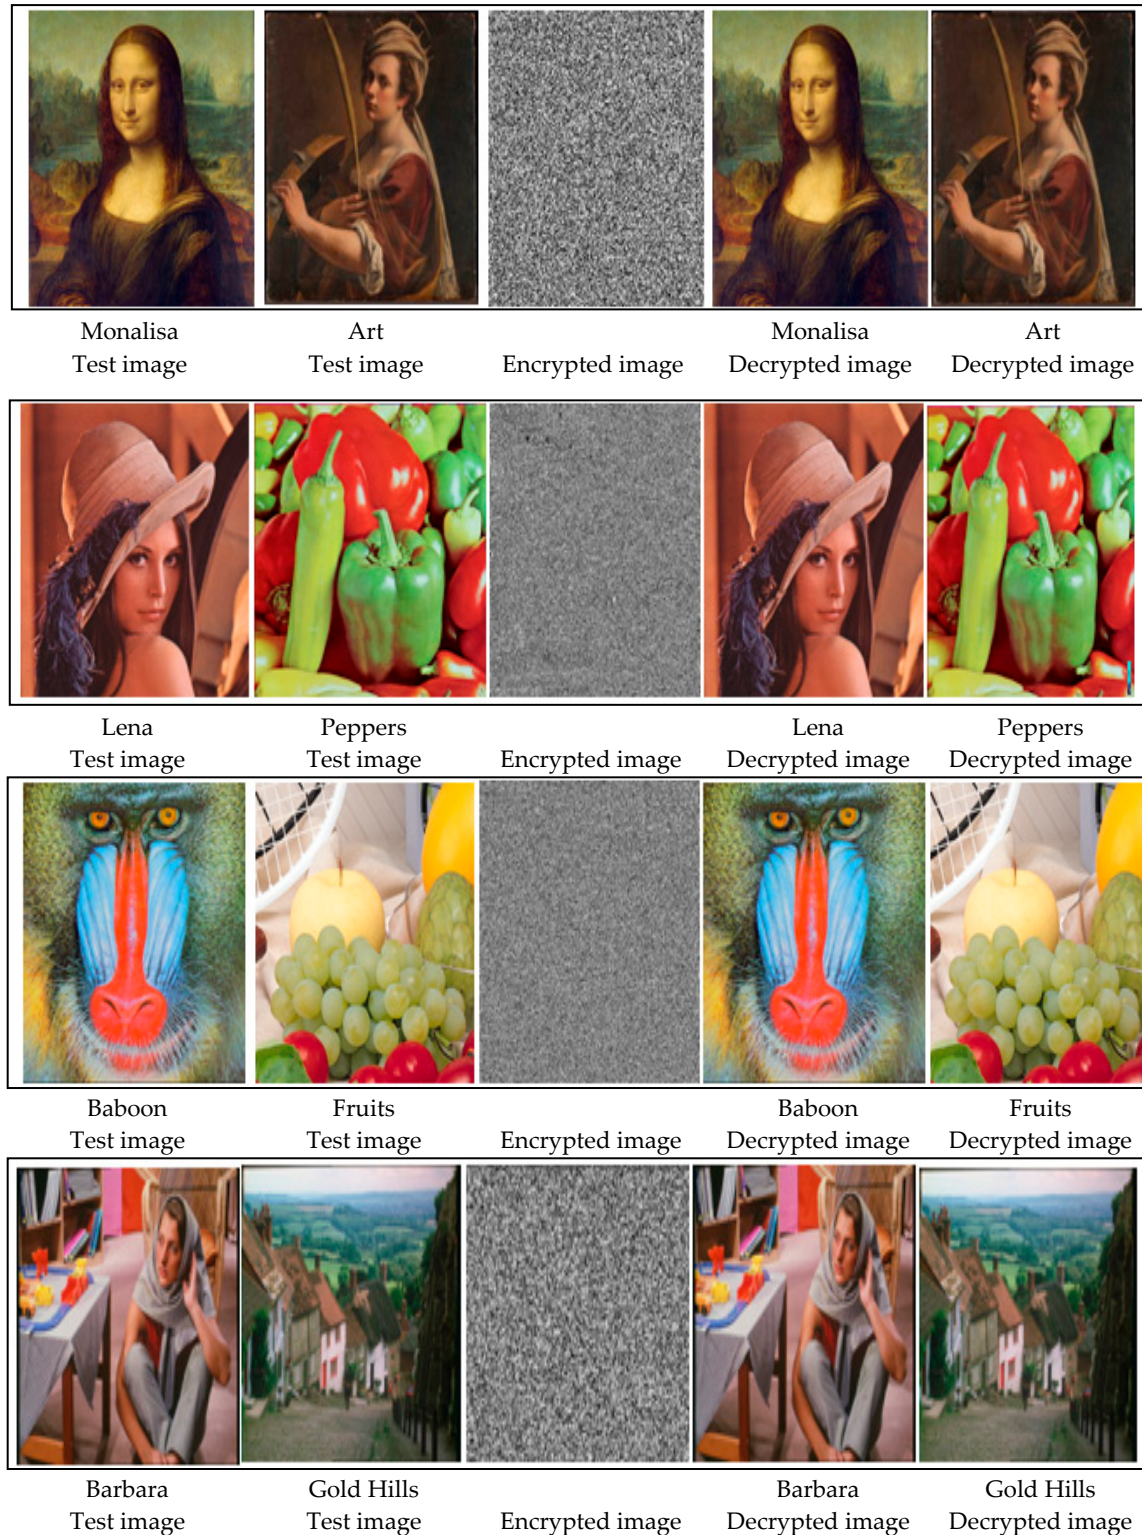 Monalisa Art Monalisa Art
Test image Test image Encrypted image Decrypted image Decrypted image
Lena Peppers Lena Peppers
Test image Test image Encrypted image Decrypted image Decrypted image
Baboon Fruits Baboon Fruits
Test image Test image Encrypted image Decrypted image Decrypted image
Barbara Gold Hills Barbara Gold Hills
Test image Test image Encrypted image Decrypted image Decrypted image